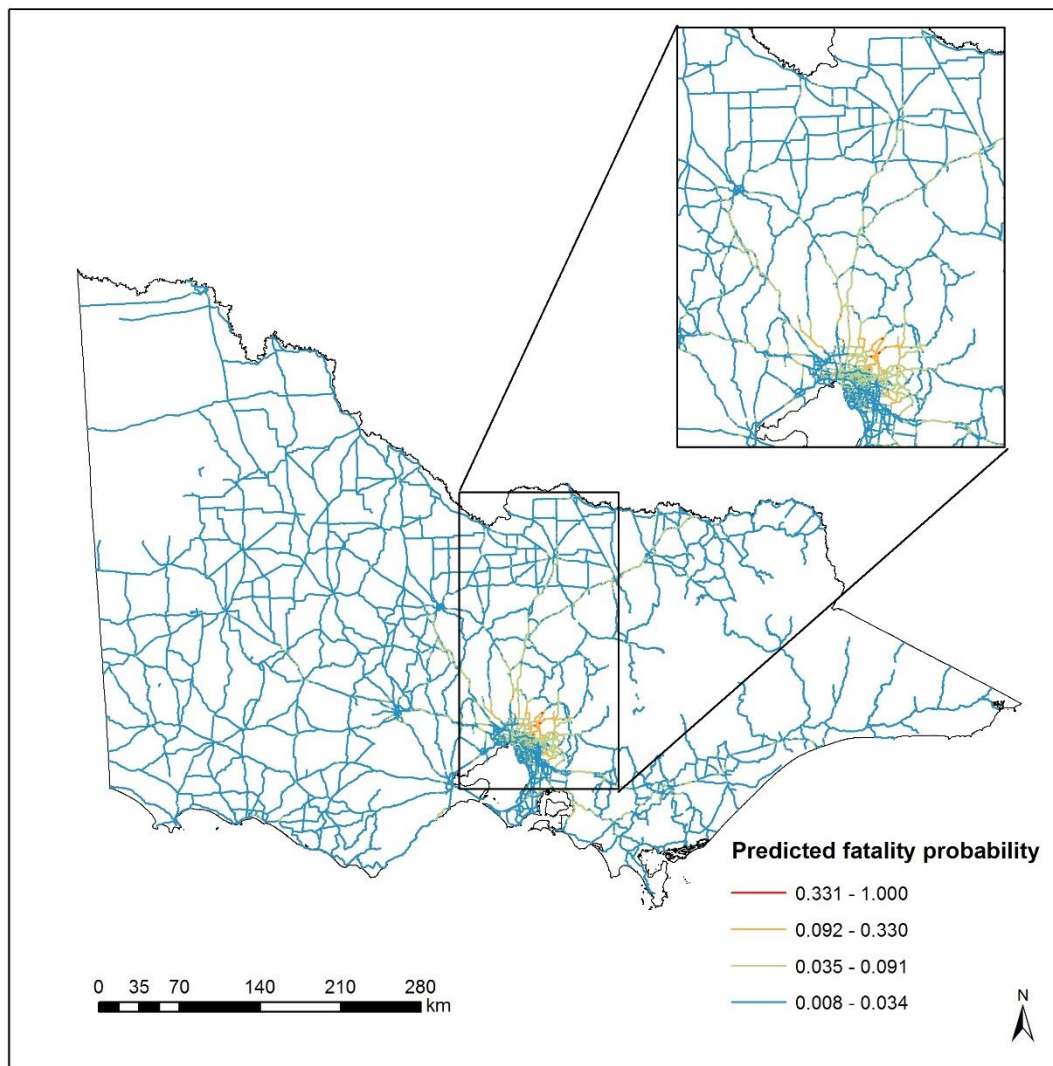 Predicted fatality probability
0.331 - 1.000
0.092 - 0.330
0.035 - 0.091
0.008 - 0.034
0 35 70 140 210 280
km
N